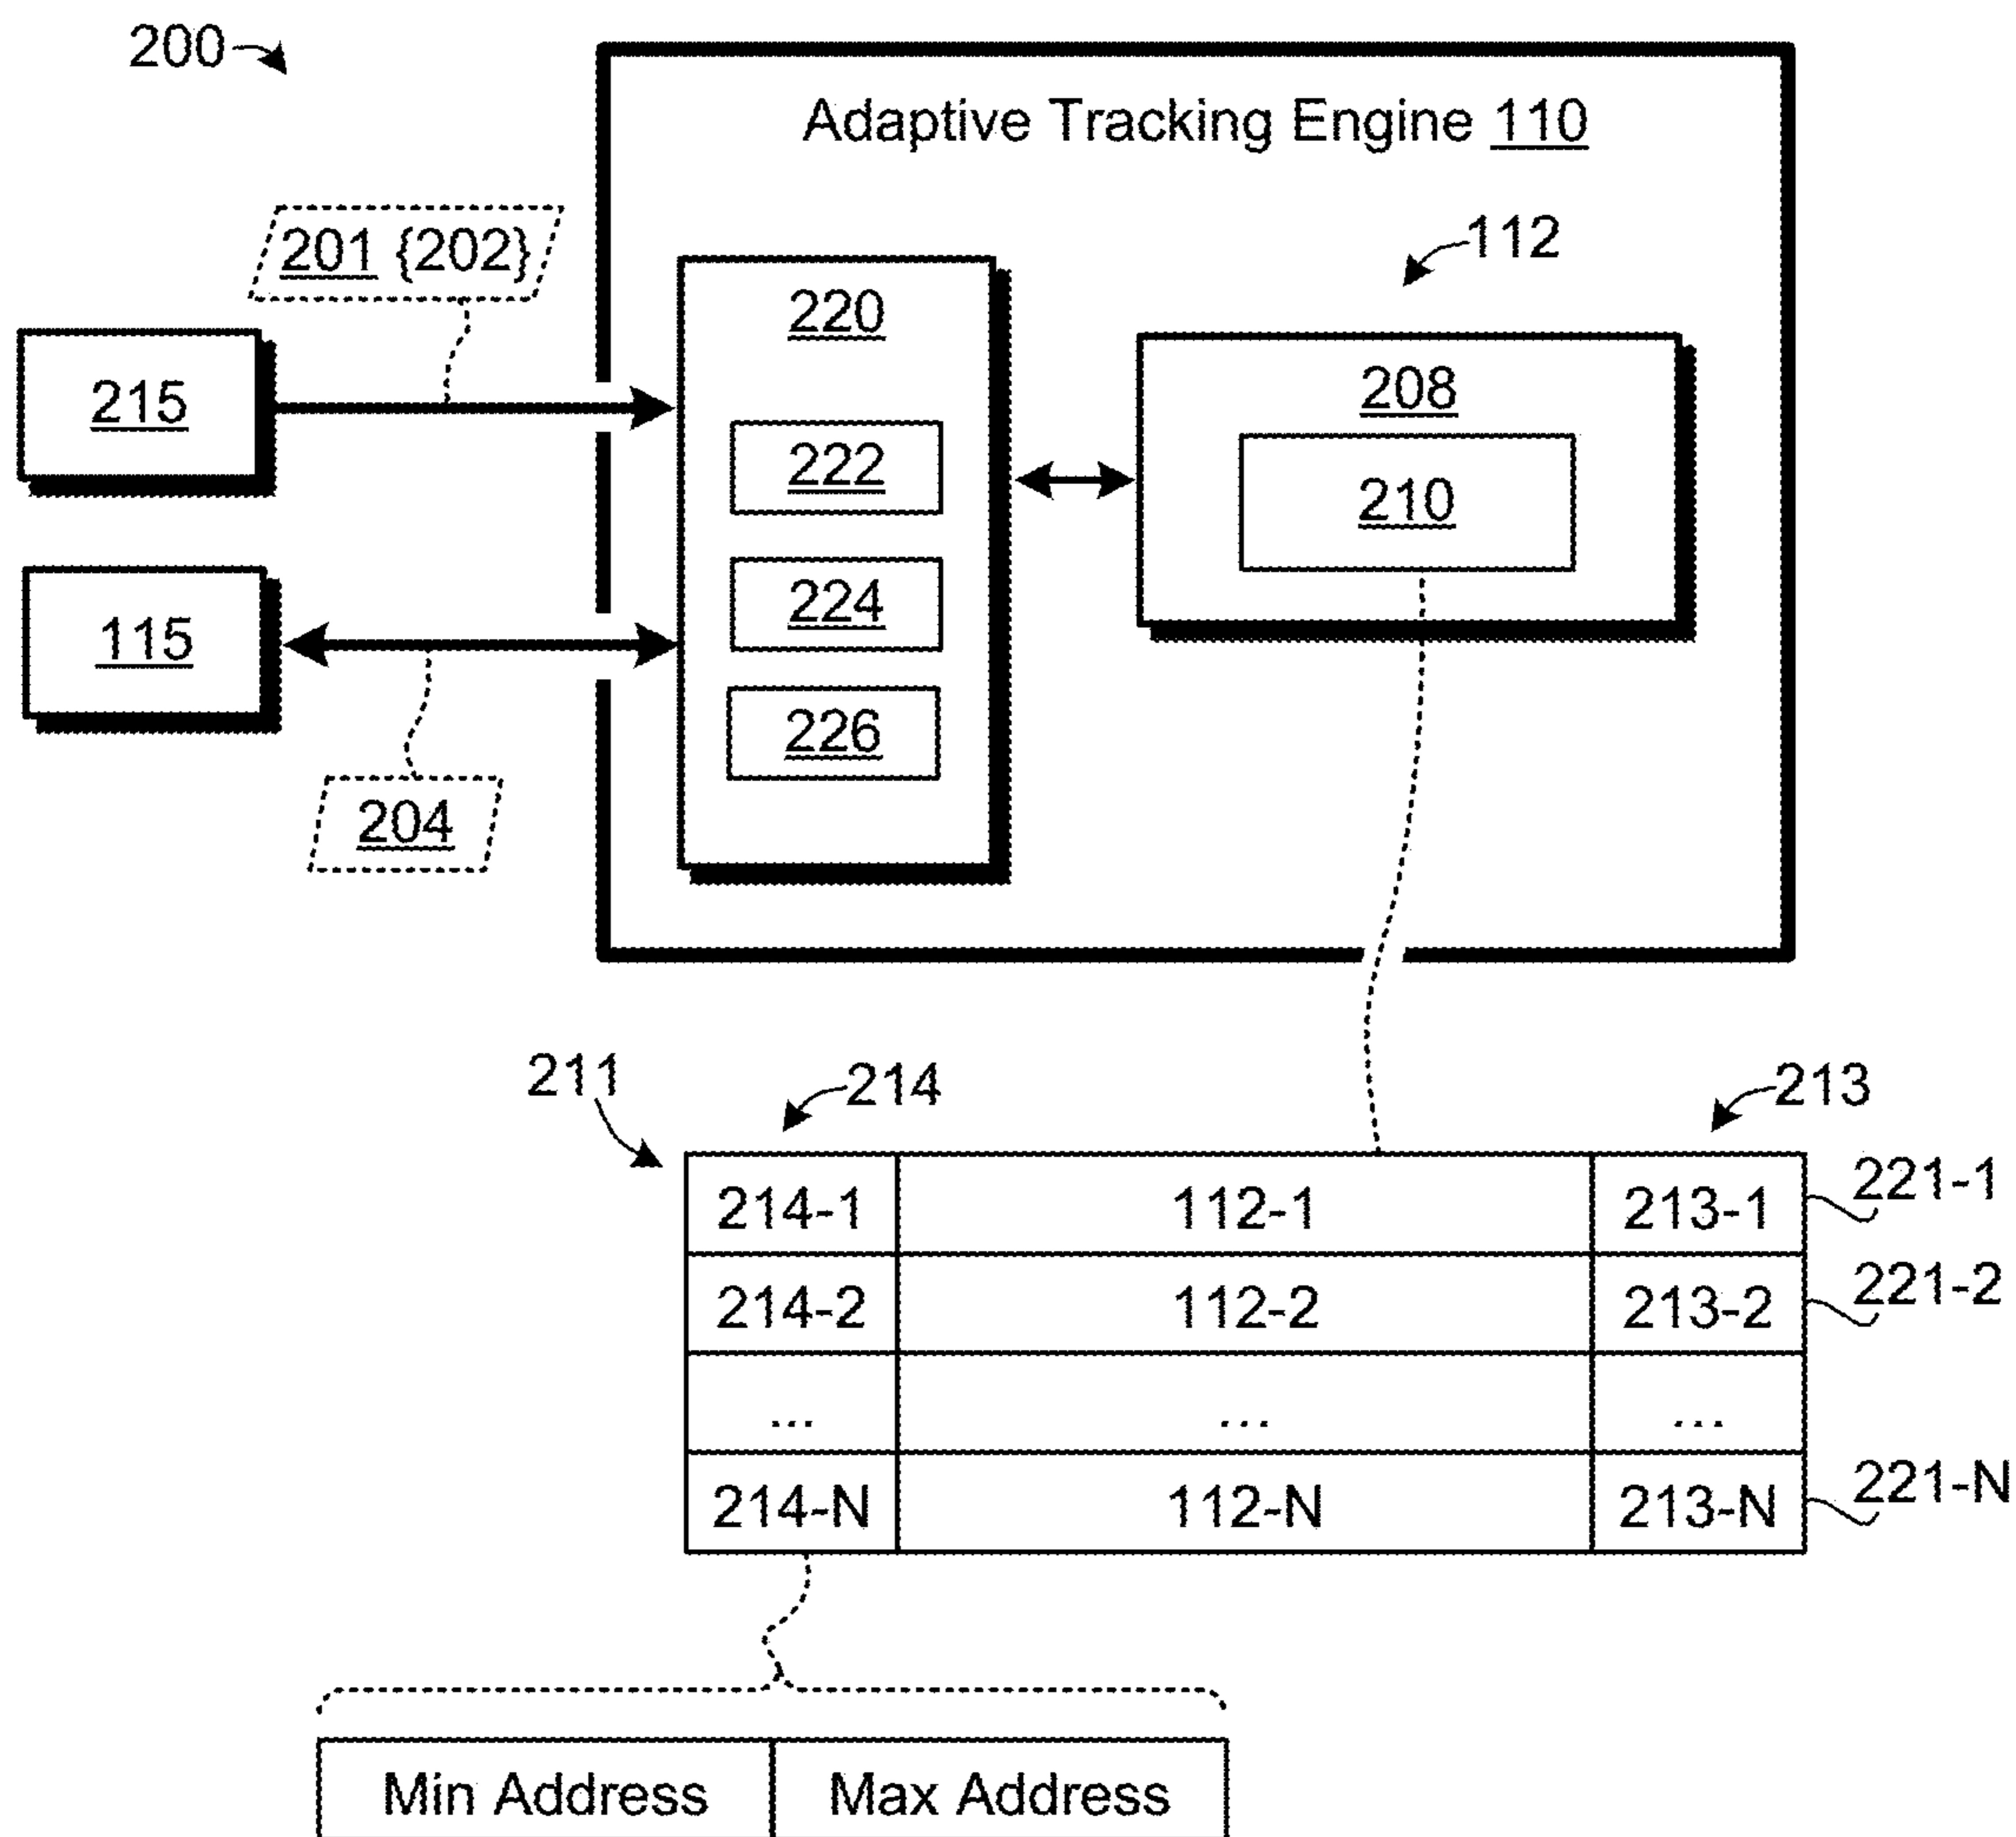 200
Adaptive Tracking Engine 110
201 {202}
112
220
208
215
222
210
224
115
226
204
211
214
213
214-1 112-1 213-1 221-1
214-2 112-2 213-2 221-2
... ... ...
214-N 112-N 213-N 221-N
Min Address Max Address